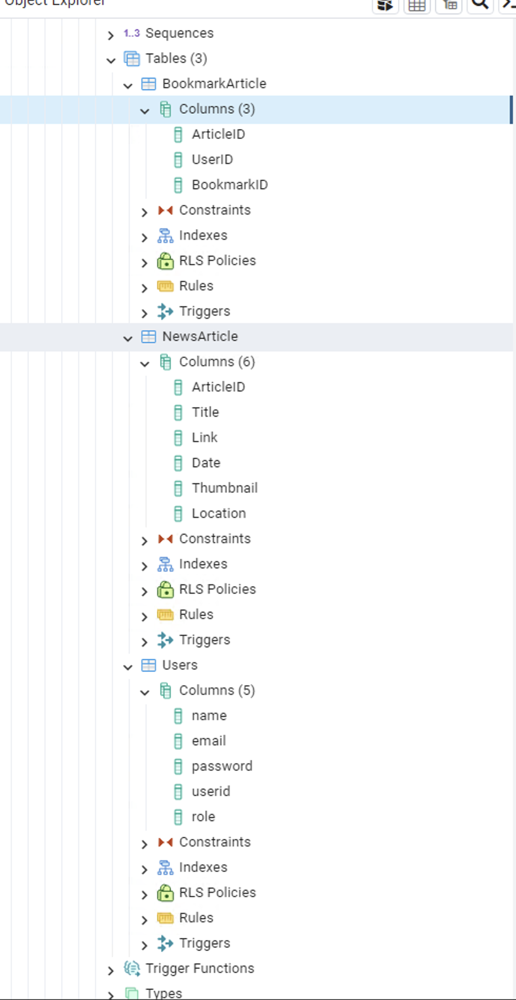 Object Explorer
1..3 Sequences
Tables (3)
BookmarkArticle
Columns (3)
ArticleID
UserID
BookmarkID
Constraints
Indexes
RLS Policies
Rules
Triggers
NewsArticle
Columns (6)
ArticleID
Title
Link
Date
Thumbnail
Location
Constraints
Indexes
RLS Policies
Rules
Triggers
Users
Columns (5)
name
email
password
userid
role
Constraints
Indexes
RLS Policies
Rules
Triggers
Trigger Functions
Types